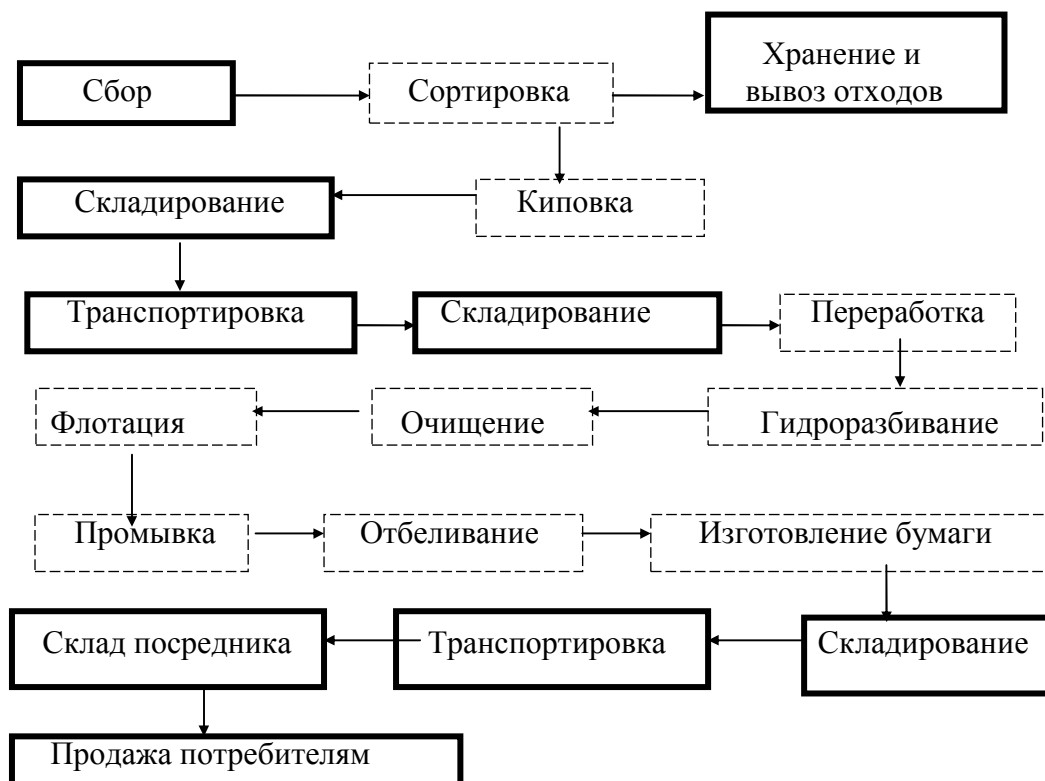 Сбор
Сортировка
Хранение и
вывоз отходов
Складирование
Киповка
Транспортировка
Складирование
Переработка
Флотация
Очищение
Гидроразбивание
Промывка
Отбеливание
Изготовление бумаги
Склад посредника
Транспортировка
Складирование
Продажа потребителям